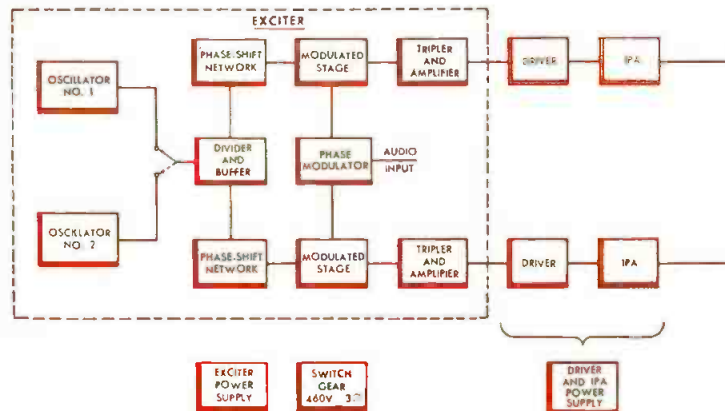 EXCITER
OSCILLATOR
NO. 1
PHASE-SHIFT
NETWORK
MODULATED
STAGE
TRIPLER
AND
AMPLIFIER
DRIVER
IPA
DIVIDER
AND
BUFFER
PHASE
MODULATOR
AUDIO
INPUT
OSCILLATOR
NO. 2
PHASE-SHIFT
NETWORK
MODULATED
STAGE
TRIPLER
AND
AMPLIFIER
DRIVER
IPA
EXCITER
POWER
SUPPLY
SWITCH
GEAR
460V
DRIVER
AND IPA
POWER
SUPPLY